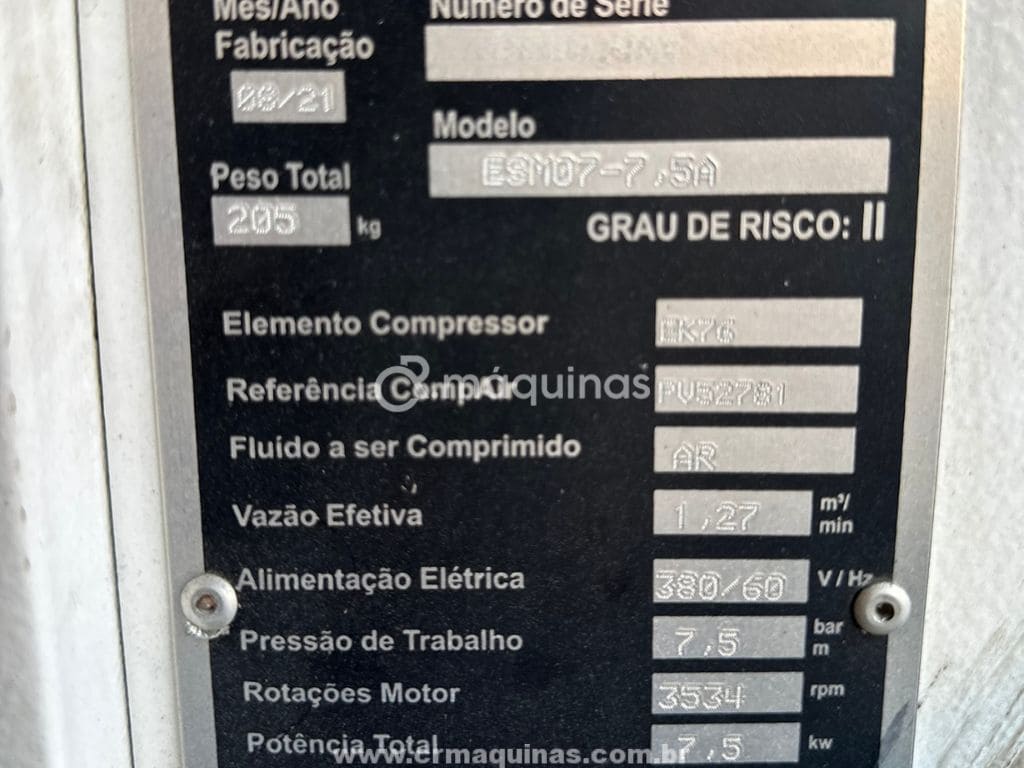 Mês/Ano
Fabricação
08/21
Número de Série
Modelo
ESM07-7,5A
Peso Total
205 kg
GRAU DE RISCO: II
Elemento Compressor EK76
Referência CompAir PV52781
máquinas
Fluído a ser Comprimido AR
Vazão Efetiva 1,27 m³/min
Alimentação Elétrica 380/60 V / Hz
Pressão de Trabalho 7,5 bar m
Rotações Motor 3534 rpm
Potência Total 7,5 kw
www.crmaquinas.com.br